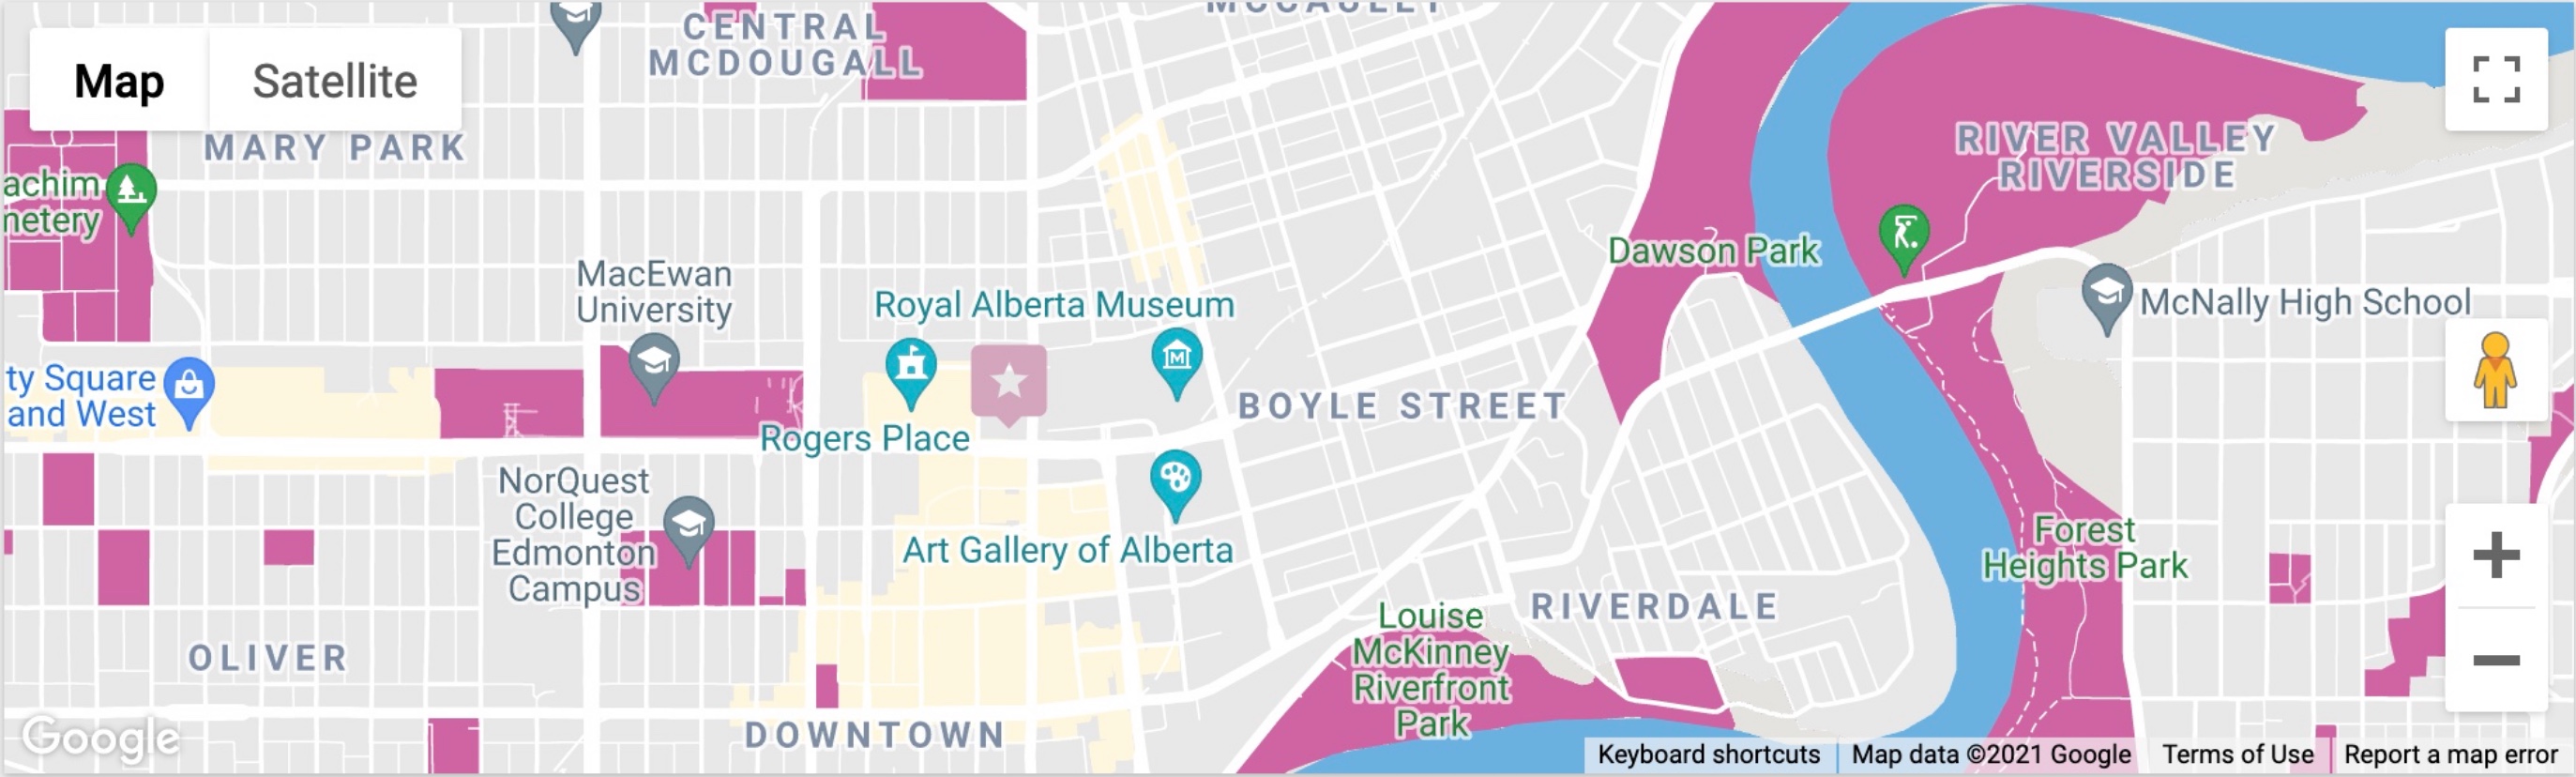 MCCAULEY
CENTRAL
MCDOUGALL
Map
Satellite
MARY PARK
RIVER VALLEY
RIVERSIDE
achim
netery
Dawson Park
MacEwan
University
Royal Alberta Museum
McNally High School
ty Square
and West
BOYLE STREET
Rogers Place
NorQuest
College
Edmonton
Campus
Art Gallery of Alberta
Forest
Heights Park
RIVERDALE
Louise
McKinney
Riverfront
Park
OLIVER
DOWNTOWN
Google
Keyboard shortcuts
Map data ©2021 Google
Terms of Use
Report a map error